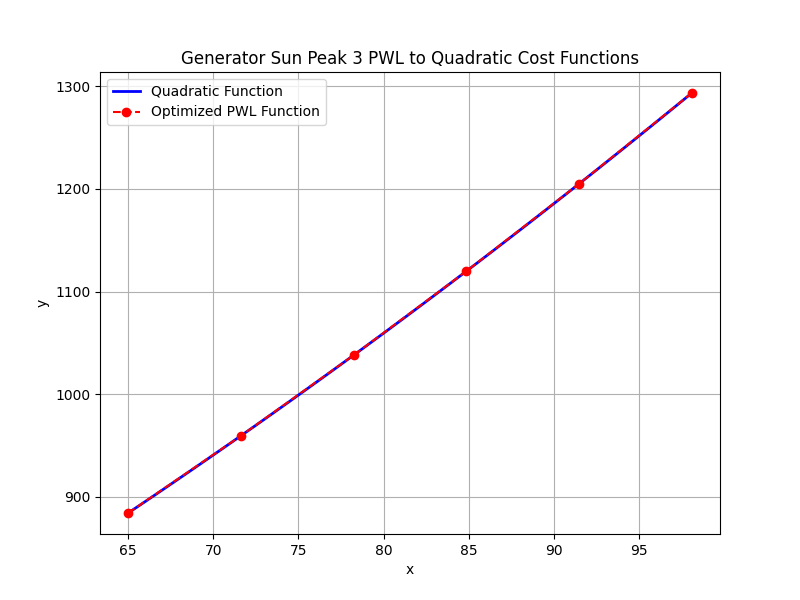 Generator Sun Peak 3 PWL to Quadratic Cost Functions
Quadratic Function
Optimized PWL Function
1300
1200
1100
1000
900
y
65 70 75 80 85 90 95
x